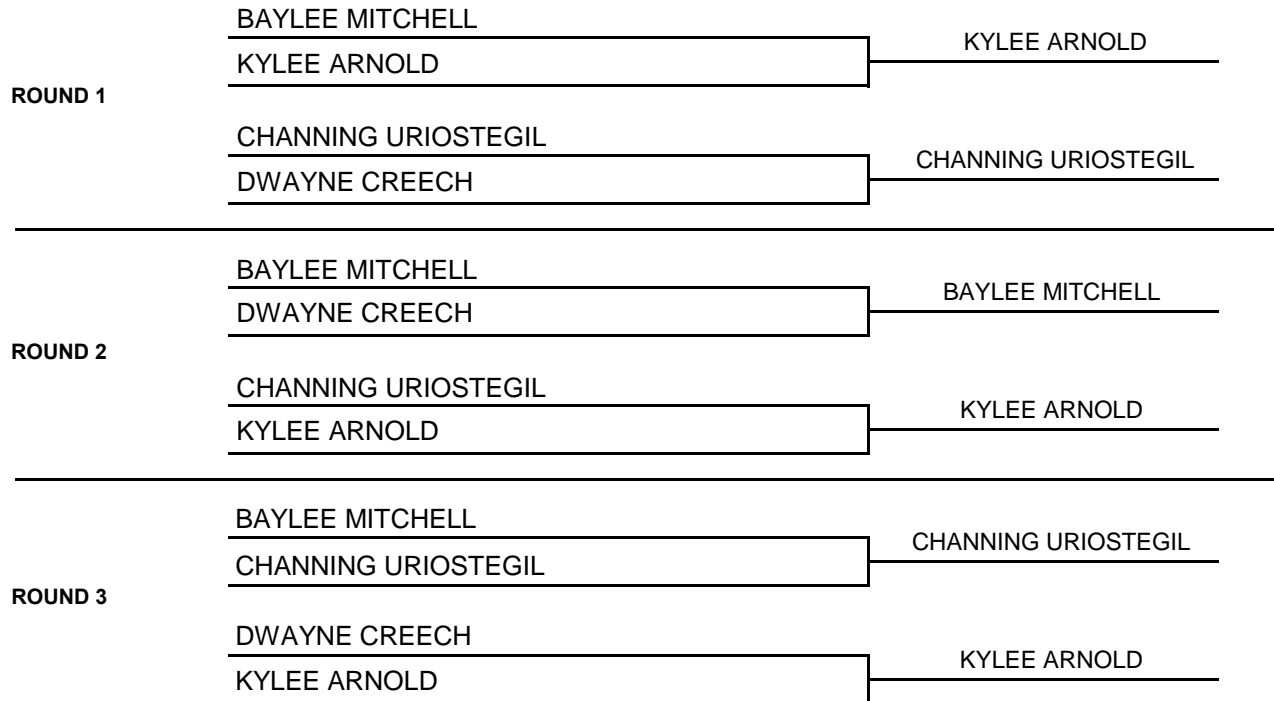 BAYLEE MITCHELL
KYLEE ARNOLD
KYLEE ARNOLD
ROUND 1
CHANNING URIOSTEGIL
DWAYNE CREECH
CHANNING URIOSTEGIL
BAYLEE MITCHELL
DWAYNE CREECH
BAYLEE MITCHELL
ROUND 2
CHANNING URIOSTEGIL
KYLEE ARNOLD
KYLEE ARNOLD
BAYLEE MITCHELL
CHANNING URIOSTEGIL
CHANNING URIOSTEGIL
ROUND 3
DWAYNE CREECH
KYLEE ARNOLD
KYLEE ARNOLD